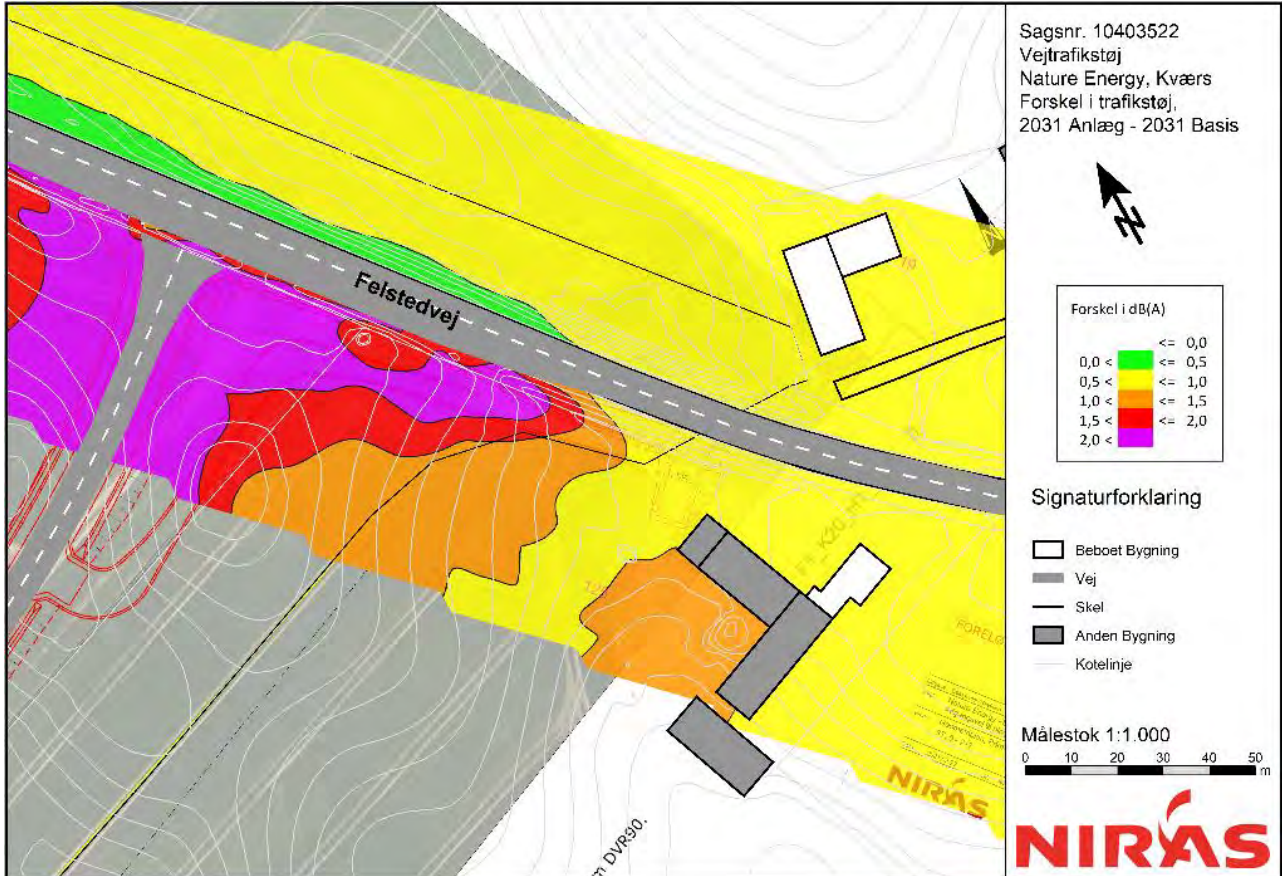 Sagsnr. 10403522
Vejtrafikstøj
Nature Energy, Kværs
Forskel i trafikstøj,
2031 Anlæg - 2031 Basis
N
Forskel i dB(A)
<= 0,0
0,0 < <= 0,5
0,5 < <= 1,0
1,0 < <= 1,5
1,5 < <= 2,0
2,0 <
Signaturforklaring
Beboet Bygning
Vej
Skel
Anden Bygning
Kotelinje
Målestok 1:1.000
0 10 20 30 40 50
m
NIRAS
Felstedvej
NIRAS
m DVR90.